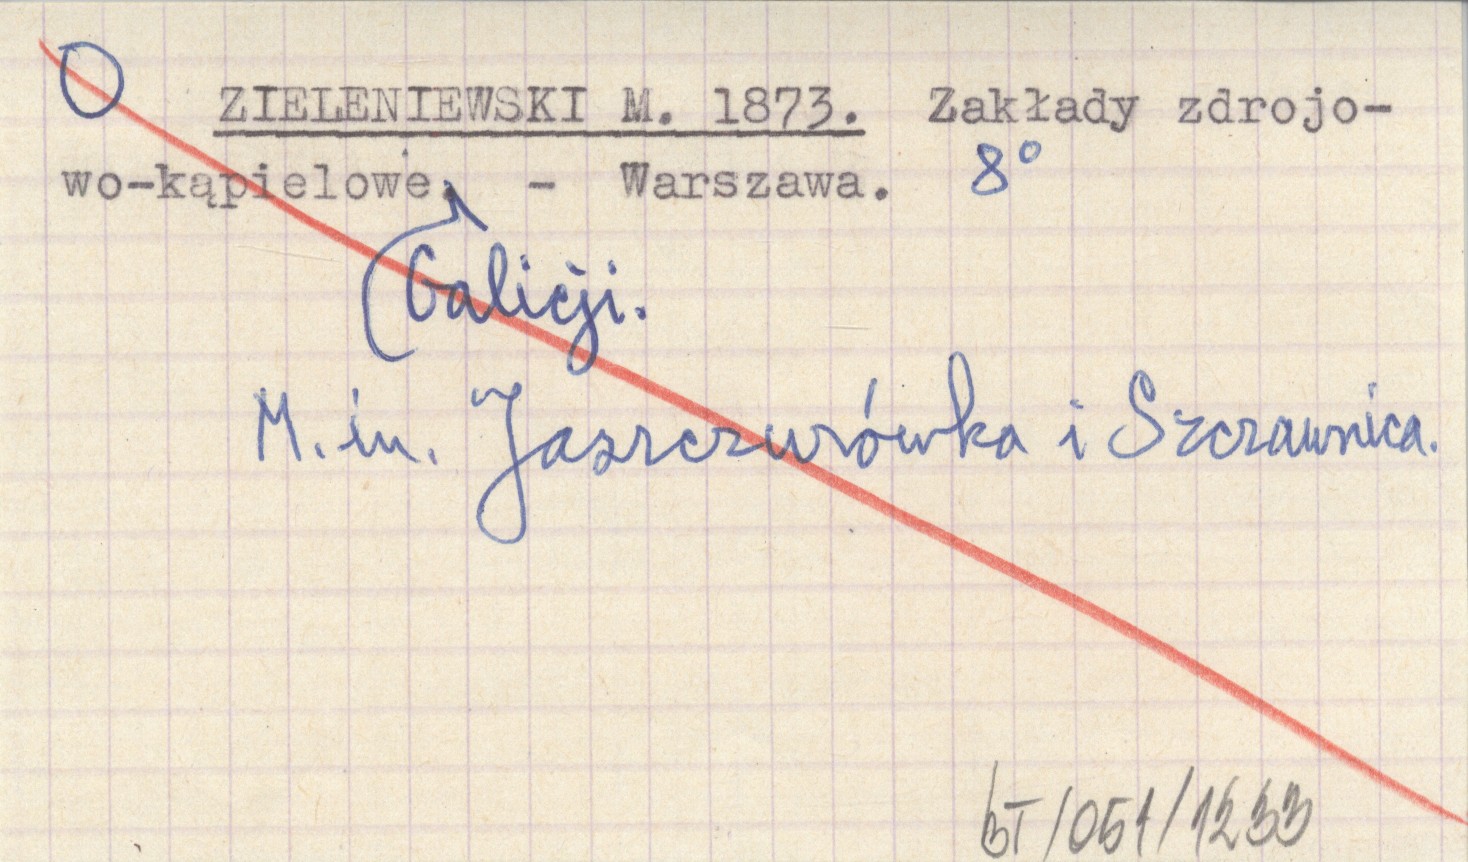 ZIELENIEWSKI M. 1873. Zakłady zdrojo-
wo-kąpielowe. - Warszawa. 8°
Galicji.
M.in. Jaszczurówka i Szczawnica.
BT/051/1233